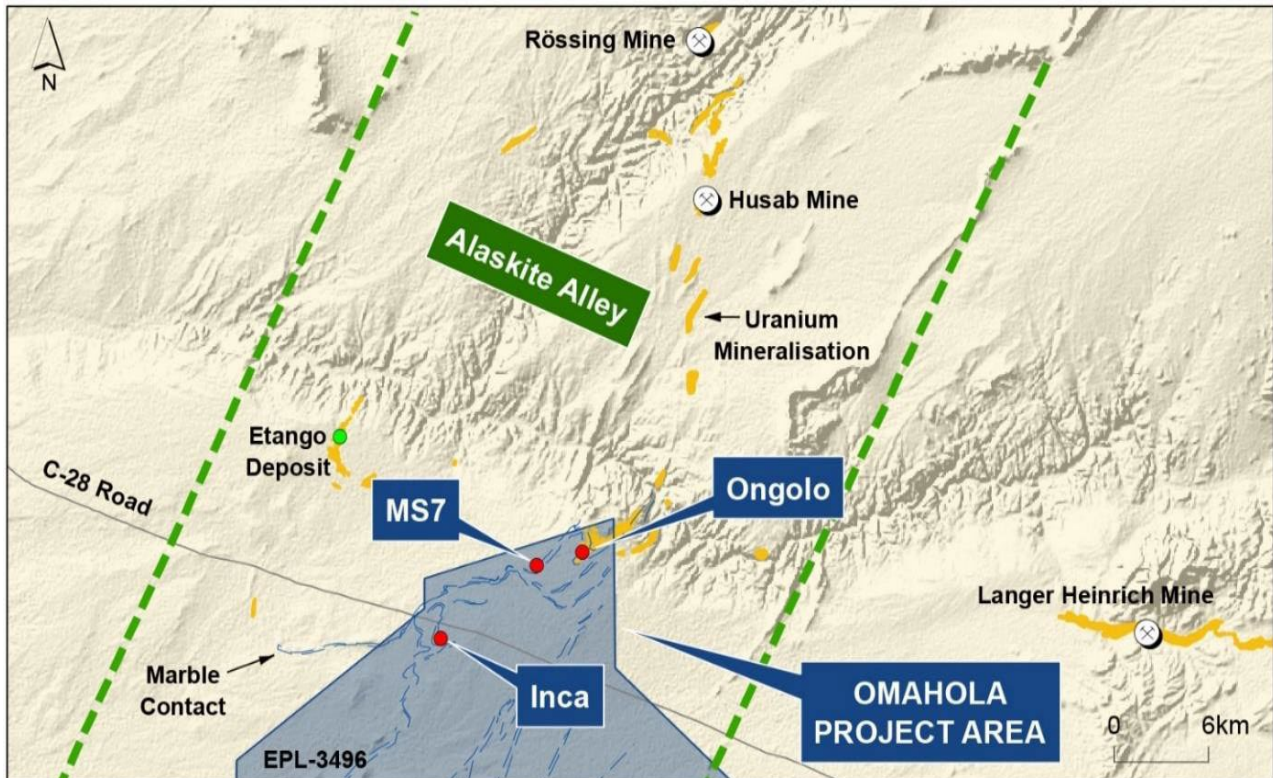 Rössing Mine
N
Husab Mine
Alaskite Alley
Uranium
Mineralisation
Etango
Deposit
C-28 Road
MS7
Ongolo
Langer Heinrich Mine
Marble
Contact
Inca
OMAHOLA
PROJECT AREA
0 6km
EPL-3496